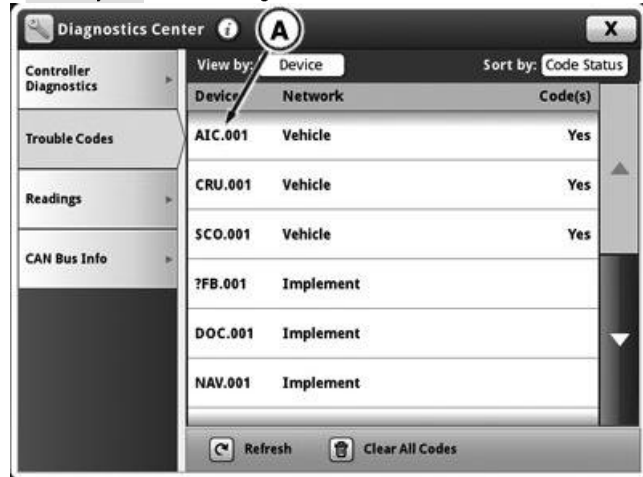 Diagnostics Center i A X
Controller Diagnostics
Trouble Codes
Readings
CAN Bus Info
View by: Device Sort by: Code Status
Device Network Code(s)
AIC.001 Vehicle Yes
CRU.001 Vehicle Yes
SCO.001 Vehicle Yes
?FB.001 Implement
DOC.001 Implement
NAV.001 Implement
Refresh Clear All Codes